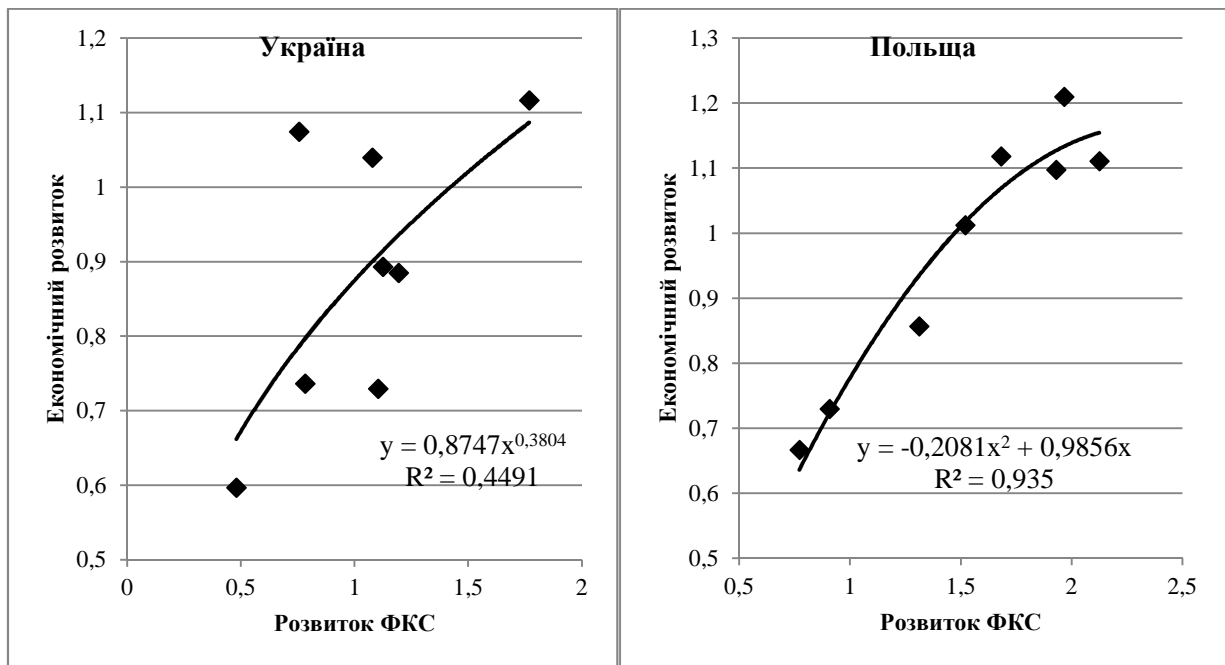 Україна
Економічний розвиток
1,2
1,1
1
0,9
0,8
0,7
0,6
0,5
y = 0,8747x^0,3804
R² = 0,4491
0
0,5
1
1,5
2
Розвиток ФКС
Польща
Економічний розвиток
1,3
1,2
1,1
1
0,9
0,8
0,7
0,6
0,5
y = -0,2081x² + 0,9856x
R² = 0,935
0,5
1
1,5
2
2,5
Розвиток ФКС